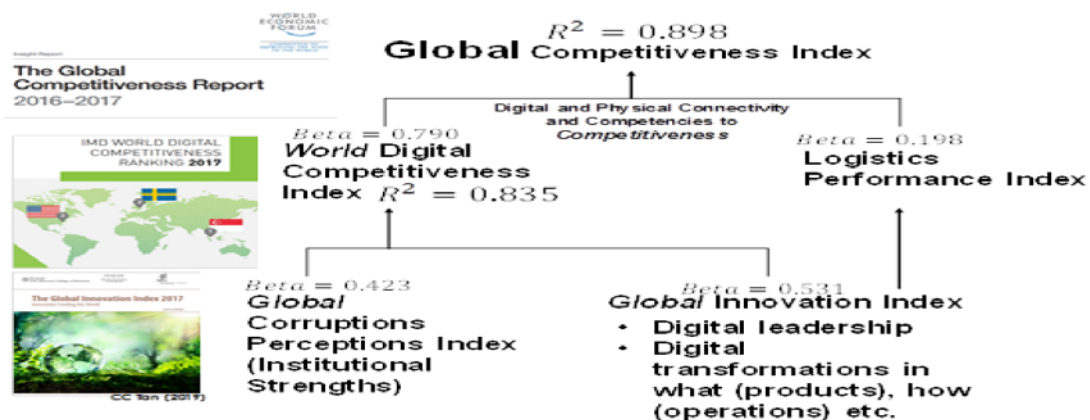 WORLD
ECONOMIC
FORUM
Insight Report
The Global
Competitiveness Report
2016–2017
R² = 0.898
Global Competitiveness Index
Digital and Physical Connectivity
and Competencies to
Competitiveness
Beta = 0.790
World Digital
Competitiveness
Index R² = 0.835
Beta = 0.198
Logistics
Performance Index
IMD WORLD DIGITAL
COMPETITIVENESS
RANKING 2017
Beta = 0.423
Global
Corruptions
Perceptions Index
(Institutional
Strengths)
Beta = 0.531
Global Innovation Index
• Digital leadership
• Digital
transformations in
what (products), how
(operations) etc.
The Global Innovation Index 2017
CC Tan (2019)